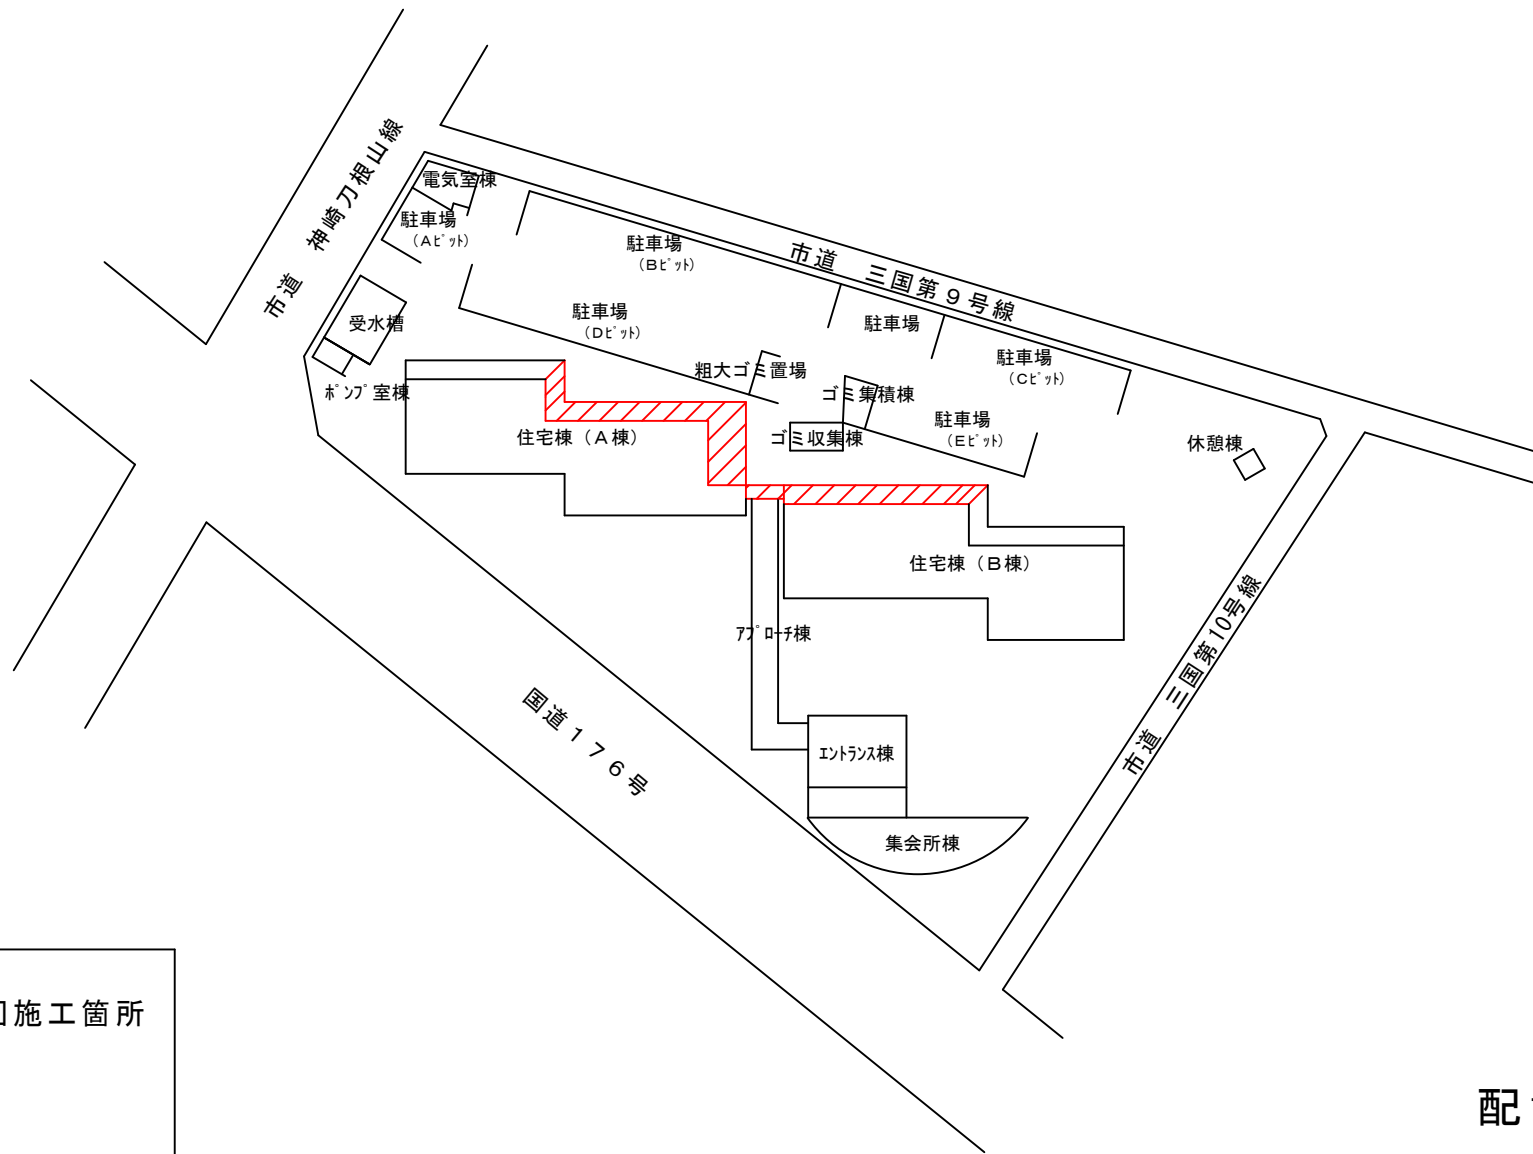 市道　神崎刀根山線
電気室棟
駐車場
（Aﾋﾟｯﾄ）
駐車場
（Bﾋﾟｯﾄ）
市道　三国第９号線
駐車場
（Dﾋﾟｯﾄ）
駐車場
受水槽
駐車場
（Cﾋﾟｯﾄ）
粗大ゴミ置場
ﾎﾟﾝﾌﾟ室棟
ゴミ集積棟
駐車場
（Eﾋﾟｯﾄ）
住宅棟（Ａ棟）
ゴミ収集棟
休憩棟
住宅棟（Ｂ棟）
ｱﾌﾟﾛｰﾁ棟
市道　三国第10号線
国道１７６号
ｴﾝﾄﾗﾝｽ棟
集会所棟
施工箇所
配